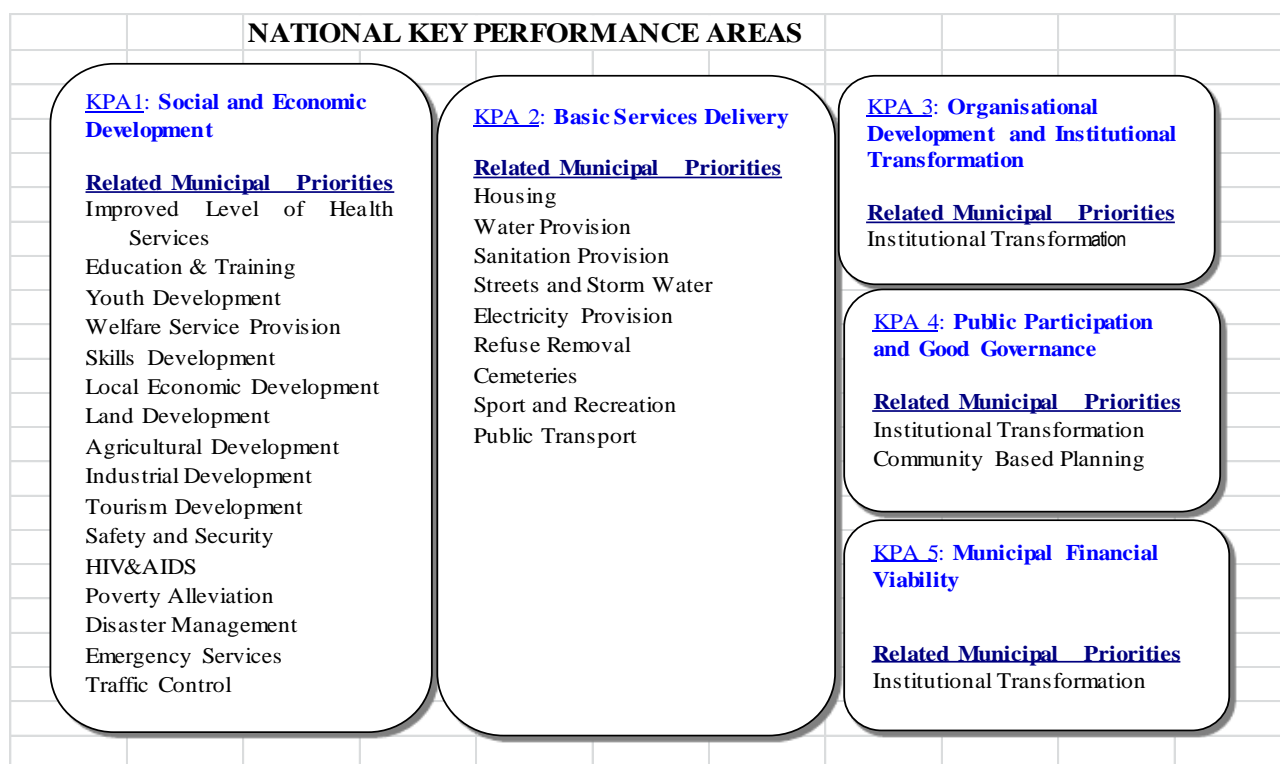 NATIONAL KEY PERFORMANCE AREAS
KPA1: Social and Economic
Development
Related Municipal Priorities
Improved Level of Health
Services
Education & Training
Youth Development
Welfare Service Provision
Skills Development
Local Economic Development
Land Development
Agricultural Development
Industrial Development
Tourism Development
Safety and Security
HIV&AIDS
Poverty Alleviation
Disaster Management
Emergency Services
Traffic Control
KPA 2: Basic Services Delivery
Related Municipal Priorities
Housing
Water Provision
Sanitation Provision
Streets and Storm Water
Electricity Provision
Refuse Removal
Cemeteries
Sport and Recreation
Public Transport
KPA 3: Organisational
Development and Institutional
Transformation
Related Municipal Priorities
Institutional Transformation
KPA 4: Public Participation
and Good Governance
Related Municipal Priorities
Institutional Transformation
Community Based Planning
KPA 5: Municipal Financial
Viability
Related Municipal Priorities
Institutional Transformation